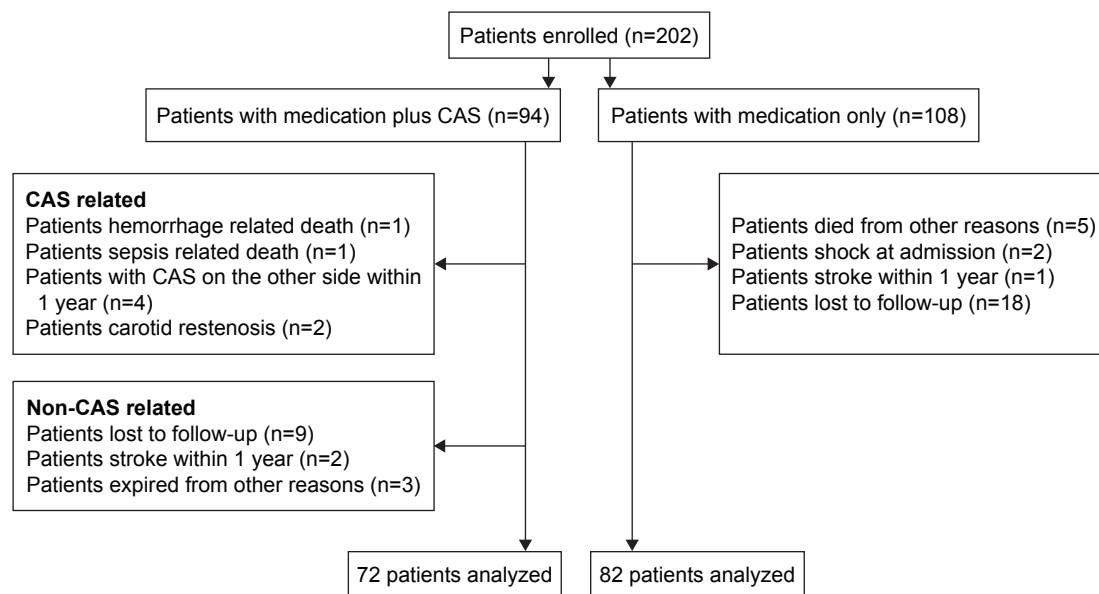 Patients enrolled (n=202)
Patients with medication plus CAS (n=94)
Patients with medication only (n=108)
CAS related
Patients hemorrhage related death (n=1)
Patients sepsis related death (n=1)
Patients with CAS on the other side within
1 year (n=4)
Patients carotid restenosis (n=2)
Patients died from other reasons (n=5)
Patients shock at admission (n=2)
Patients stroke within 1 year (n=1)
Patients lost to follow-up (n=18)
Non-CAS related
Patients lost to follow-up (n=9)
Patients stroke within 1 year (n=2)
Patients expired from other reasons (n=3)
72 patients analyzed
82 patients analyzed